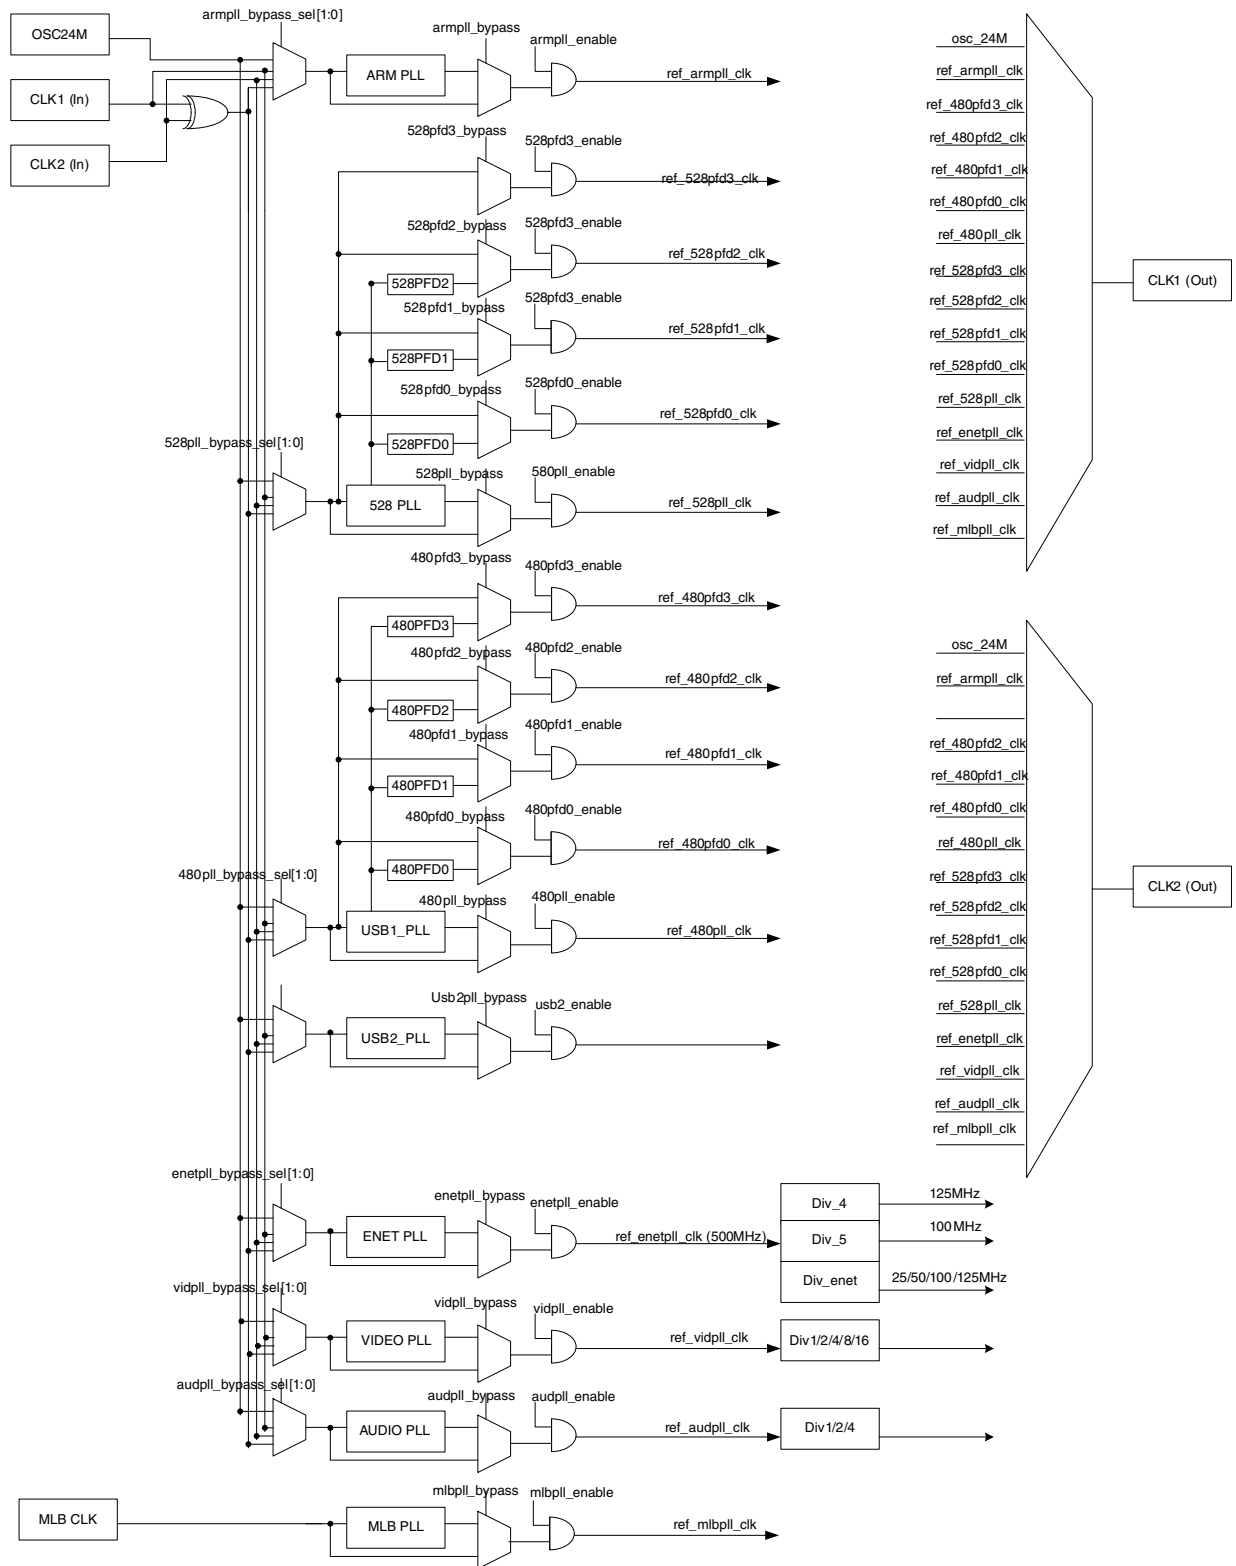 armpll_bypass_sel[1:0]
OSC24M
CLK1 (In)
CLK2 (In)
armpll_bypass
armpll_enable
ARM PLL
ref_armpll_clk
528pfd3_bypass
528pfd3_enable
ref_528pfd3_clk
528pfd2_bypass
528pfd3_enable
528PFD2
ref_528pfd2_clk
528pfd1_bypass
528pfd3_enable
528PFD1
ref_528pfd1_clk
528pfd0_bypass
528pfd0_enable
528PFD0
ref_528pfd0_clk
528pll_bypass_sel[1:0]
528pll_bypass
580pll_enable
528 PLL
ref_528pll_clk
480pfd3_bypass
480pfd3_enable
480PFD3
ref_480pfd3_clk
480pfd2_bypass
480pfd2_enable
480PFD2
ref_480pfd2_clk
480pfd1_bypass
480pfd1_enable
480PFD1
ref_480pfd1_clk
480pfd0_bypass
480pfd0_enable
480PFD0
ref_480pfd0_clk
480pll_bypass_sel[1:0]
480pll_bypass
480pll_enable
USB1_PLL
ref_480pll_clk
Usb2pll_bypass
usb2_enable
USB2_PLL
enetpll_bypass_sel[1:0]
enetpll_bypass
enetpll_enable
ENET PLL
ref_enetpll_clk (500MHz)
Div_4
125MHz
Div_5
100MHz
Div_enet
25/50/100/125MHz
vidpll_bypass_sel[1:0]
vidpll_bypass
vidpll_enable
VIDEO PLL
ref_vidpll_clk
Div1/2/4/8/16
audpll_bypass_sel[1:0]
audpll_bypass
audpll_enable
AUDIO PLL
ref_audpll_clk
Div1/2/4
MLB CLK
mlbpll_bypass
mlbpll_enable
MLB PLL
ref_mlbpll_clk
osc_24M
ref_armpll_clk
ref_480pfd3_clk
ref_480pfd2_clk
ref_480pfd1_clk
ref_480pfd0_clk
ref_480pll_clk
ref_528pfd3_clk
ref_528pfd2_clk
ref_528pfd1_clk
ref_528pfd0_clk
ref_528pll_clk
ref_enetpll_clk
ref_vidpll_clk
ref_audpll_clk
ref_mlbpll_clk
CLK1 (Out)
osc_24M
ref_armpll_clk
ref_480pfd2_clk
ref_480pfd1_clk
ref_480pfd0_clk
ref_480pll_clk
ref_528pfd3_clk
ref_528pfd2_clk
ref_528pfd1_clk
ref_528pfd0_clk
ref_528pll_clk
ref_enetpll_clk
ref_vidpll_clk
ref_audpll_clk
ref_mlbpll_clk
CLK2 (Out)